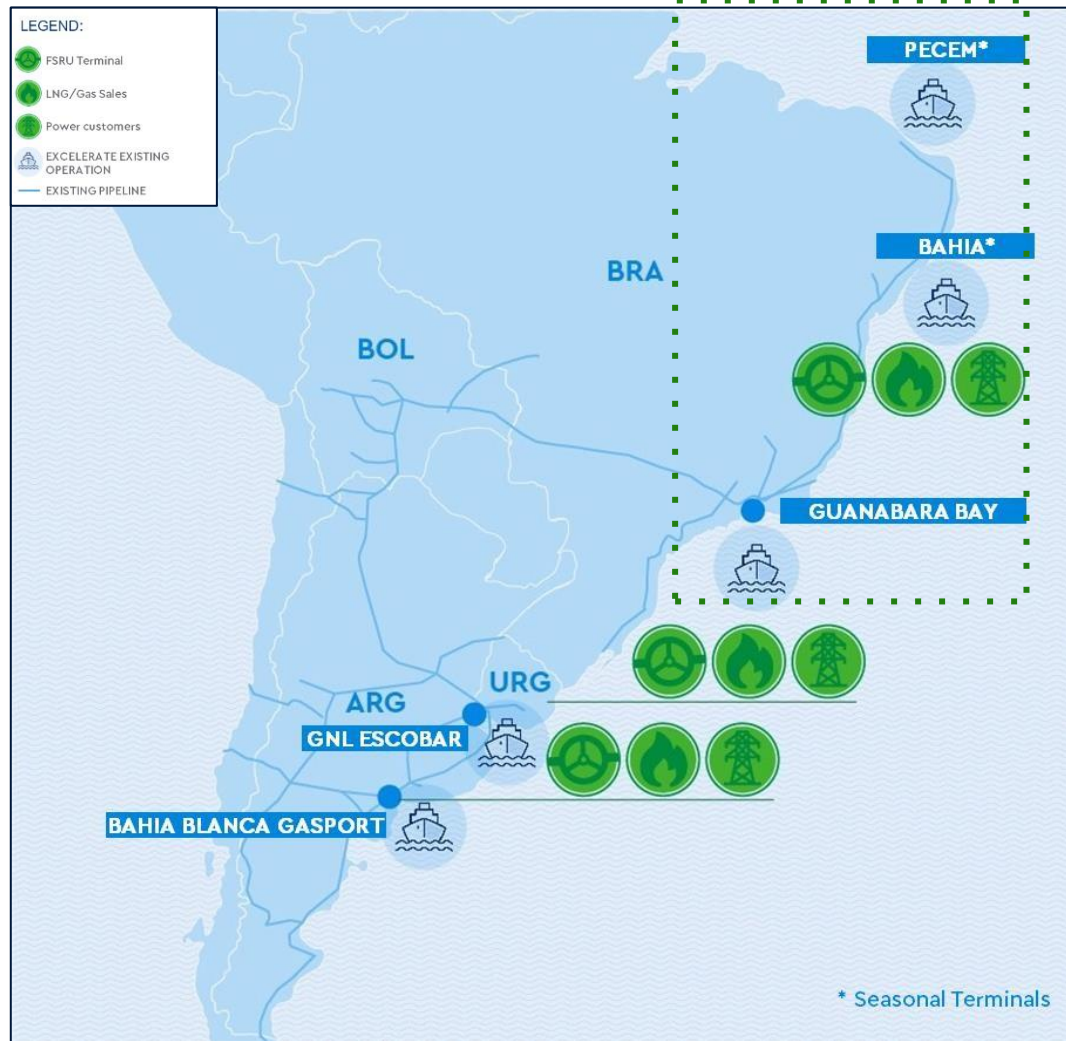 LEGEND:
FSRU Terminal
LNG/Gas Sales
Power customers
EXCELERATE EXISTING
OPERATION
EXISTING PIPELINE
PECEM*
BAHIA*
BRA
BOL
GUANABARA BAY
URG
ARG
GNL ESCOBAR
BAHIA BLANCA GASPORT
* Seasonal Terminals